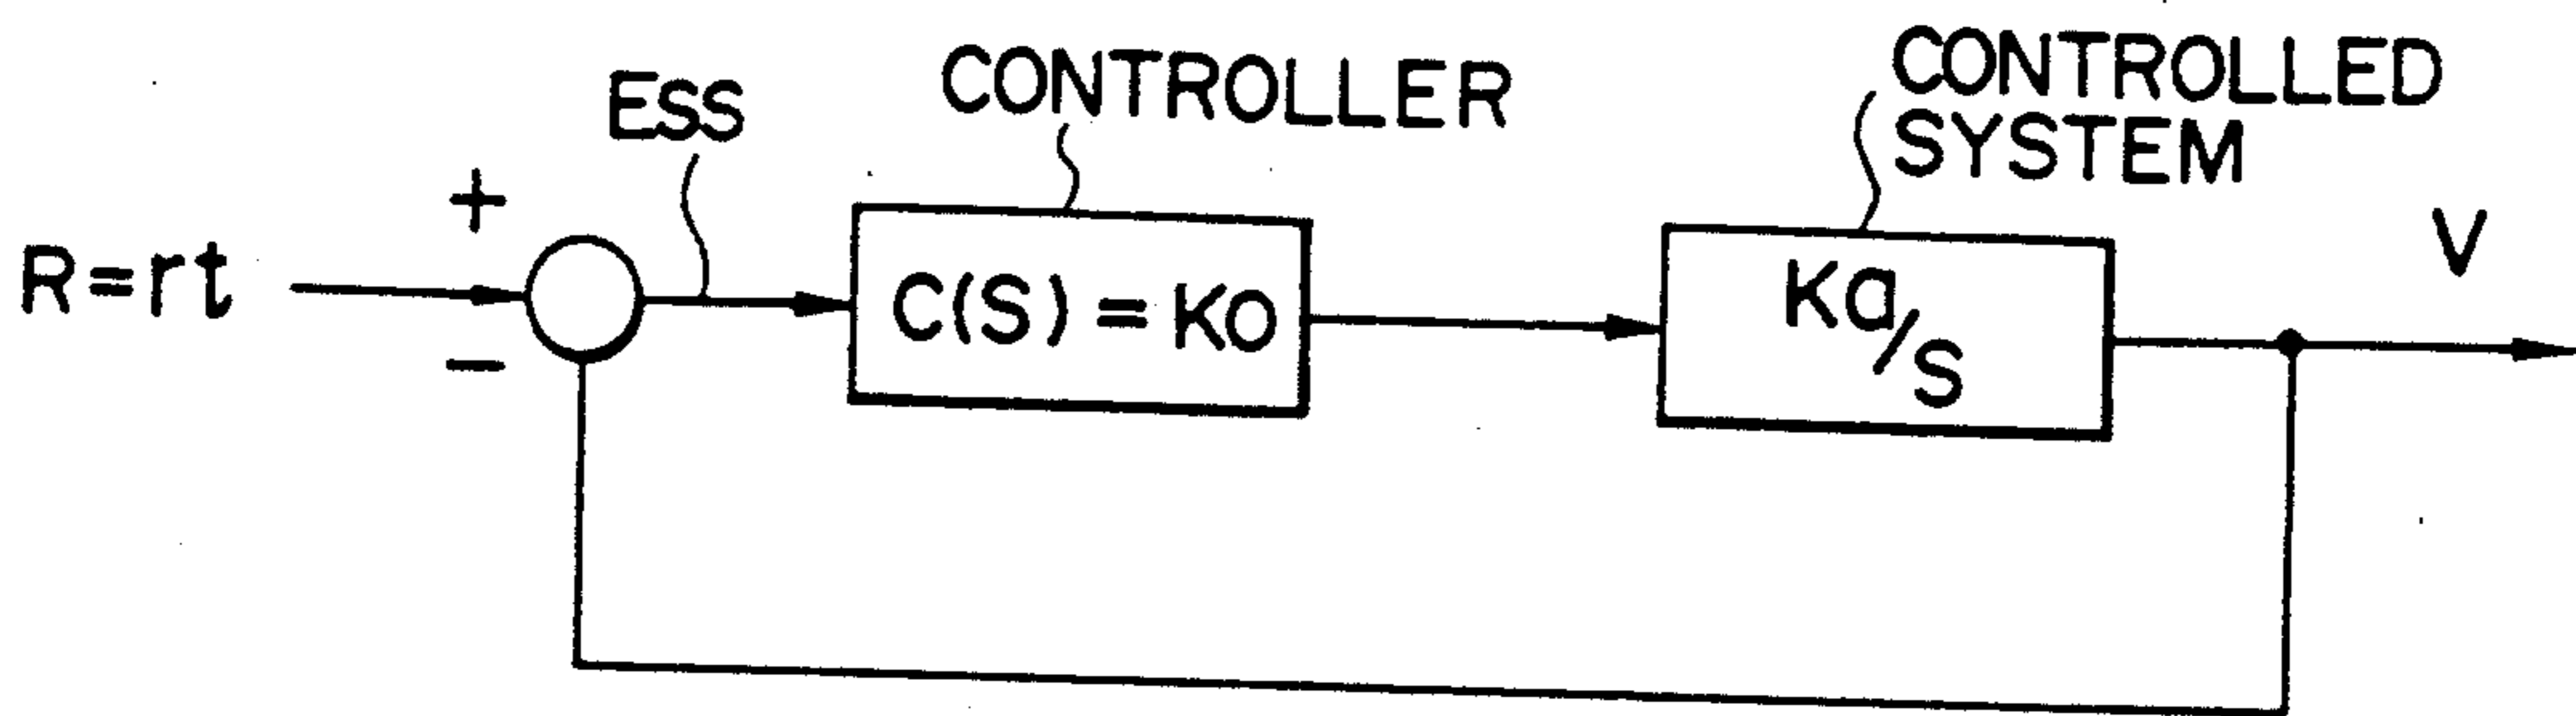 ESS
CONTROLLER
CONTROLLED
SYSTEM
+
R=rt
C(S)=KO
Ka/S
V
−